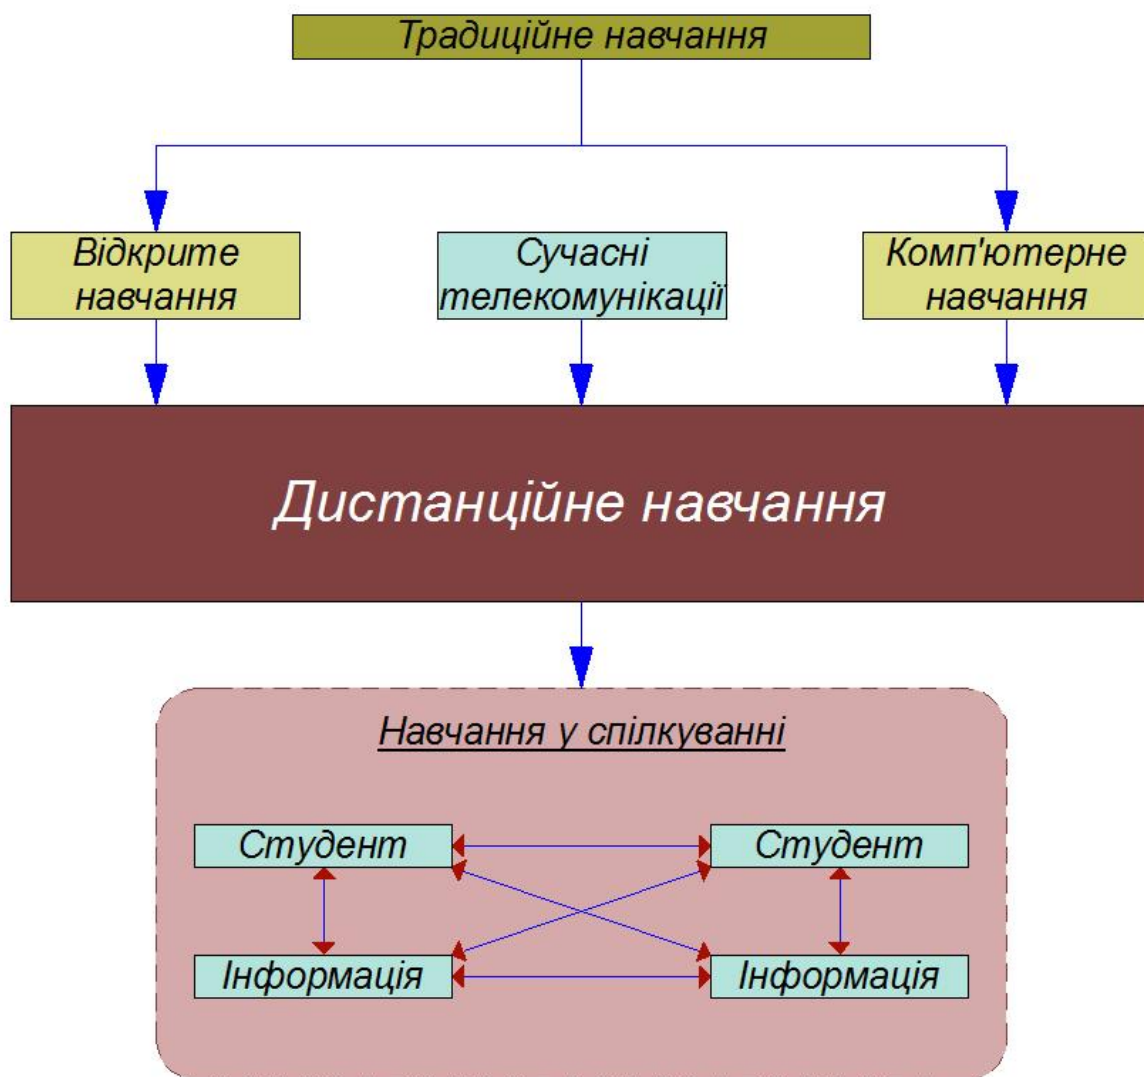 Традиційне навчання
Відкрите
навчання
Сучасні
телекомунікації
Комп'ютерне
навчання
Дистанційне навчання
Навчання у спілкуванні
Студент
Студент
Інформація
Інформація